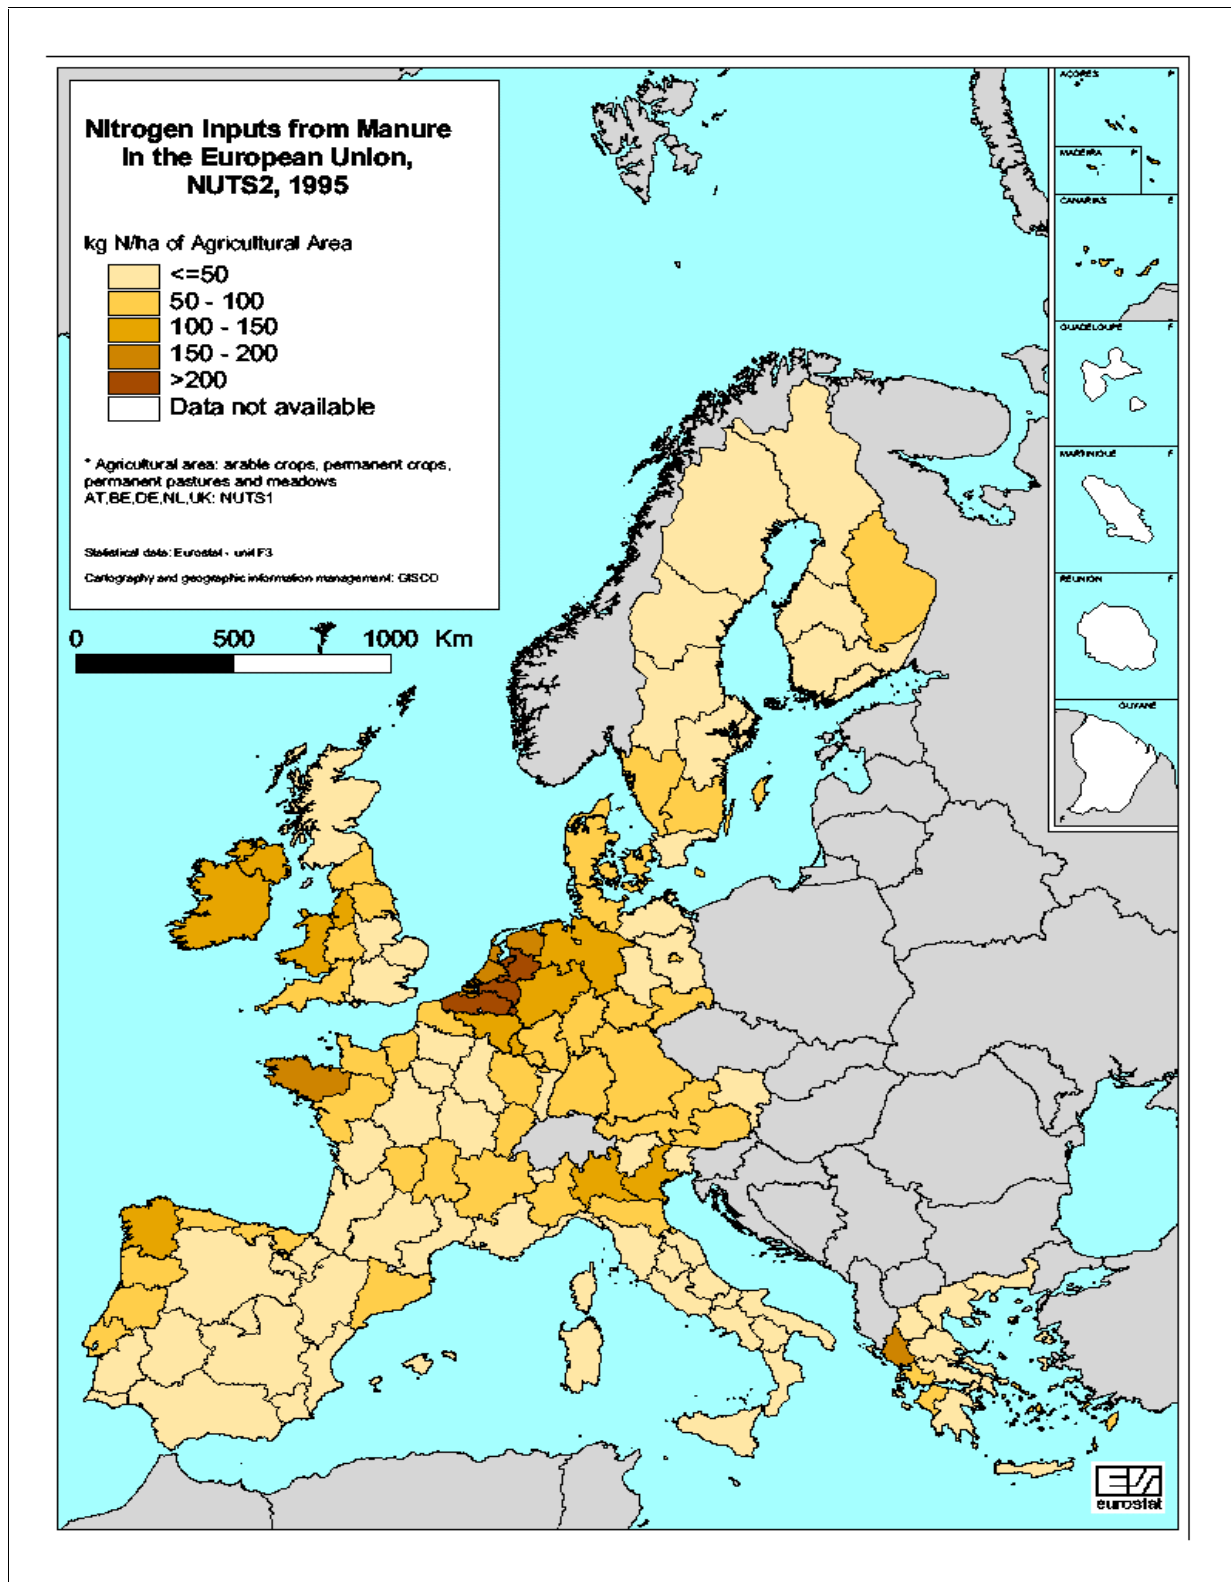 Nitrogen Inputs from Manure
in the European Union,
NUTS2, 1995
kg N/ha of Agricultural Area
<=50
50 - 100
100 - 150
150 - 200
>200
Data not available
* Agricultural area: arable crops, permanent crops,
permanent pastures and meadows
AT,BE,DE,NL,UK: NUTS1
Statistical data: Eurostat - unit F3
Cartography and geographic information management: GISCO
0 500 1000 Km
AÇORES P
MADEIRA P
CANARIAS E
GUADELOUPE F
MARTINIQUE F
REUNION F
GUYANE
F
eurostat